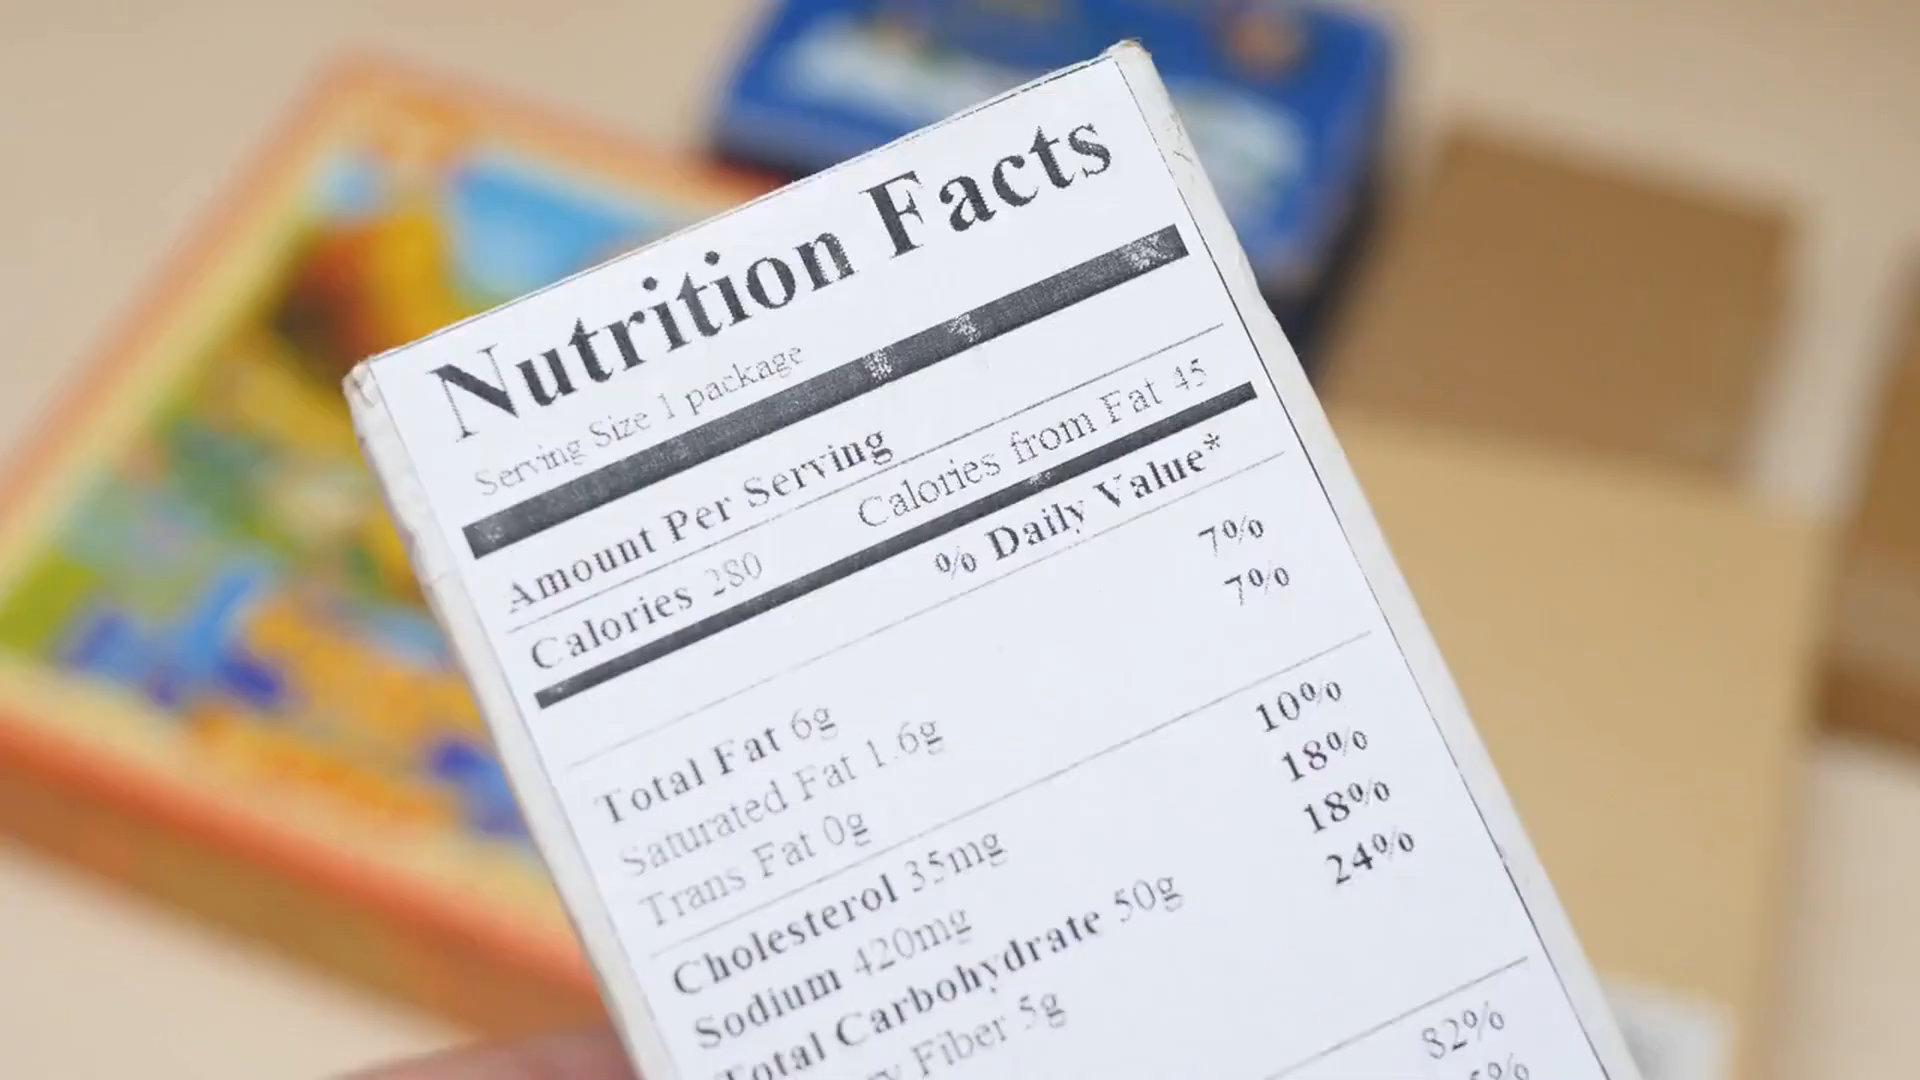 Nutrition Facts
Serving Size 1 package
Amount Per Serving
Calories 280 Calories from Fat 45
% Daily Value*
Total Fat 6g 7%
Saturated Fat 1.6g 7%
Trans Fat 0g
Cholesterol 35mg 10%
Sodium 420mg 18%
Total Carbohydrate 50g 18%
Fiber 5g 24%
82%